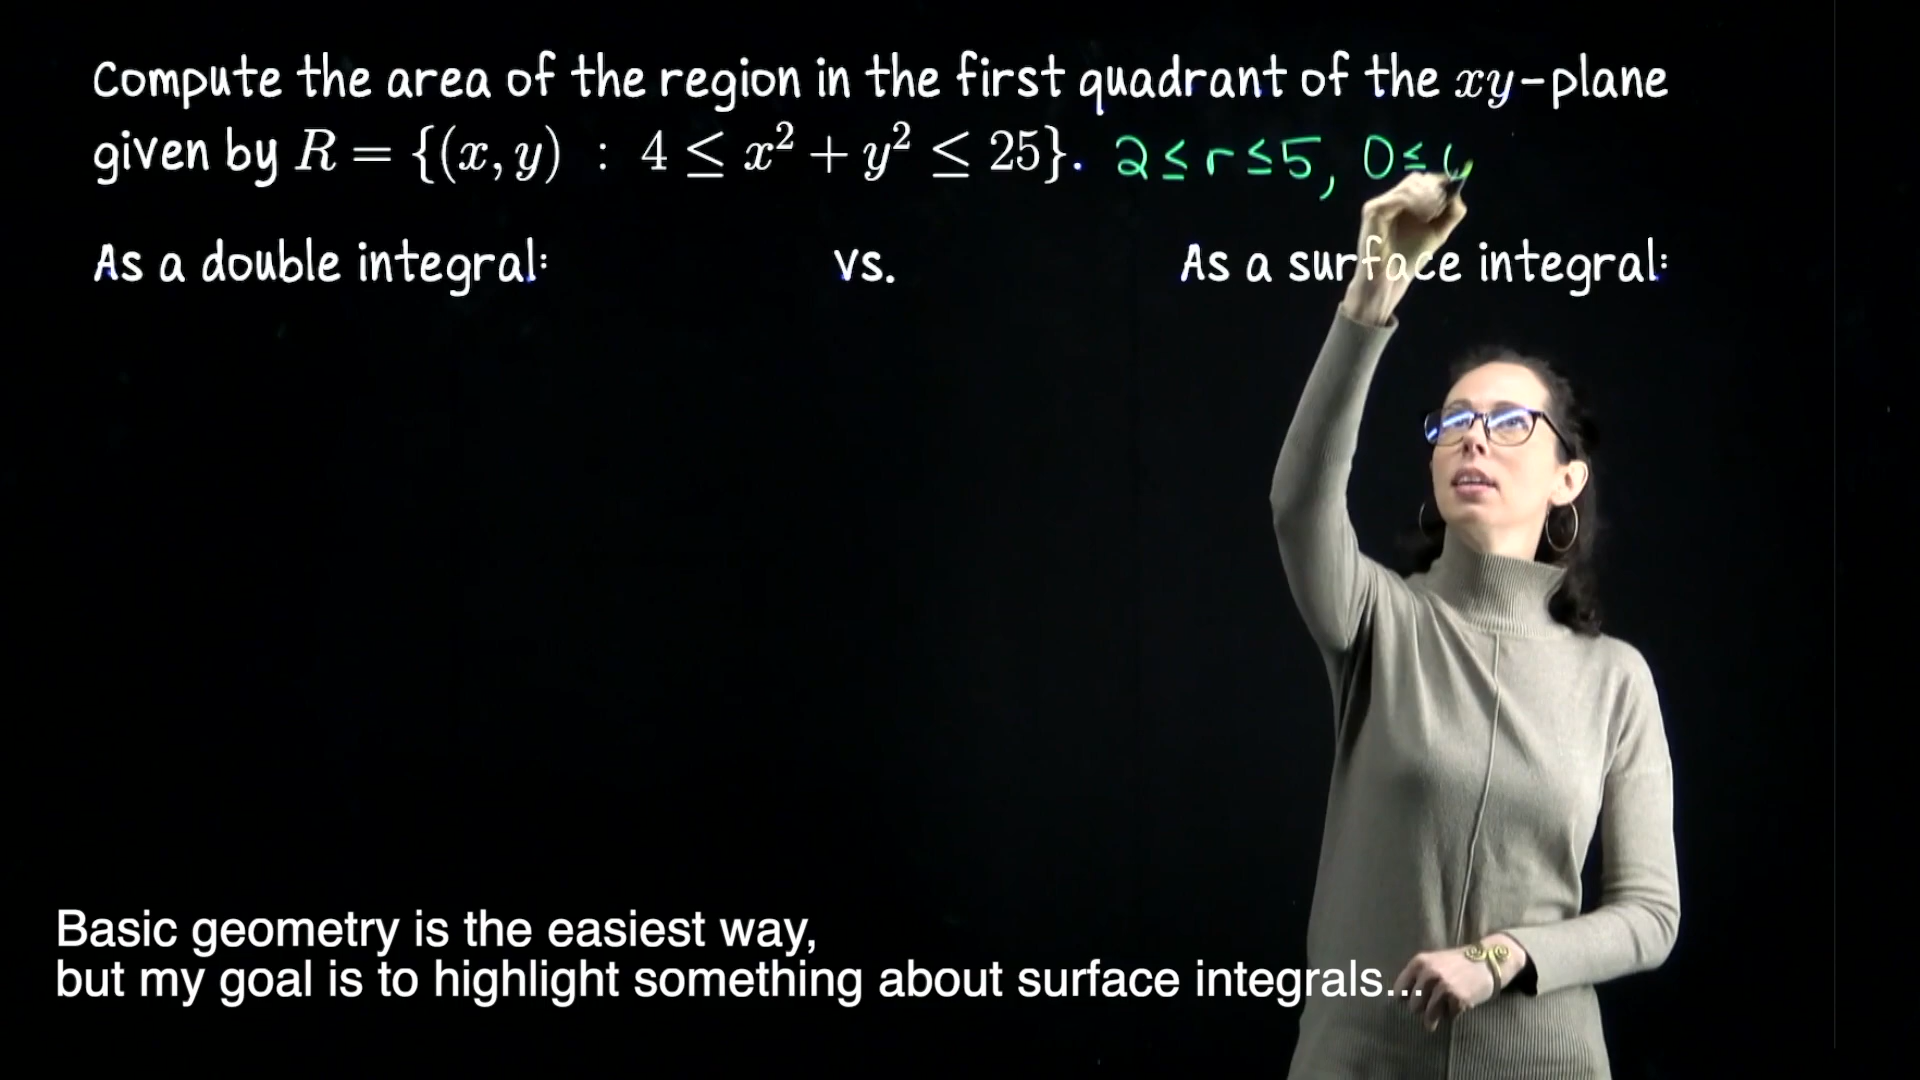 Compute the area of the region in the first quadrant of the xy-plane
given by R = {(x, y) : 4 ≤ x² + y² ≤ 25}. 2 ≤ r ≤ 5, 0 ≤
As a double integral: vs. As a surface integral:
Basic geometry is the easiest way,
but my goal is to highlight something about surface integrals...